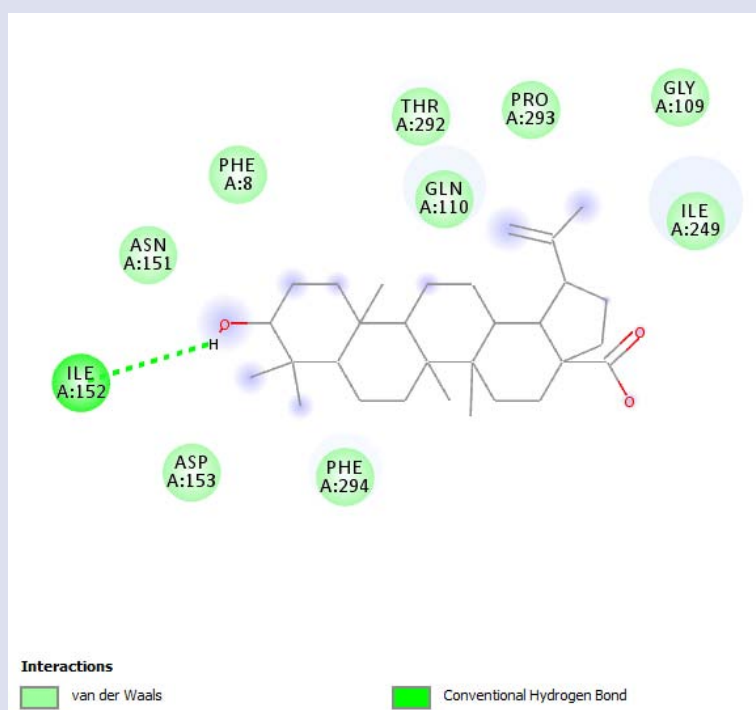 THR
A:292
PRO
A:293
GLY
A:109
PHE
A:8
GLN
A:110
ILE
A:249
ASN
A:151
O
H
O
ILE
A:152
O
ASP
A:153
PHE
A:294
Interactions
van der Waals
Conventional Hydrogen Bond